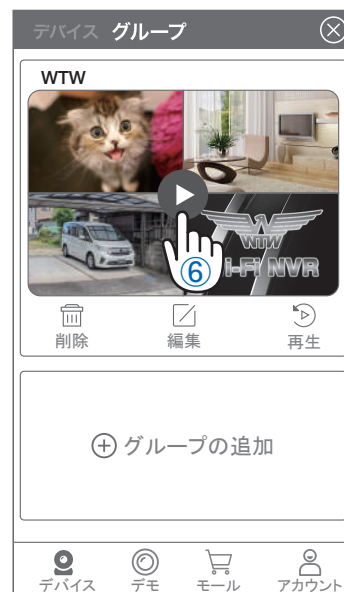 デバイス グループ
WTW
WTW
i-Fi NVR
⑥
削除 編集 再生
グループの追加
デバイス デモ モール アカウント